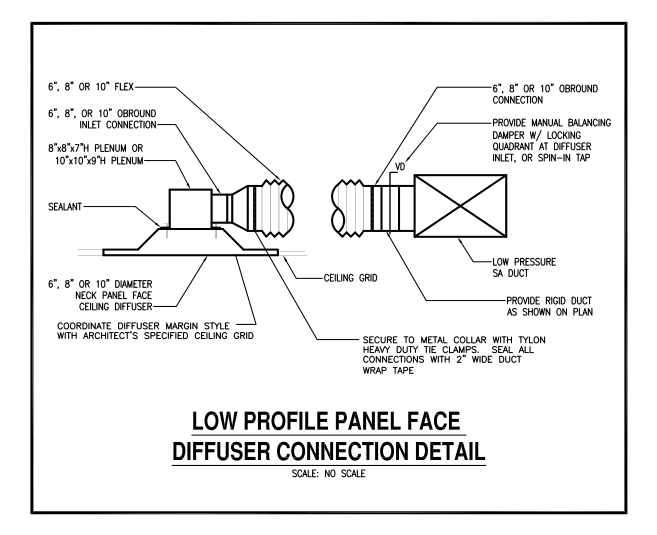 6", 8" OR 10" FLEX
6", 8", OR 10" OBROUND
INLET CONNECTION
8"x8"x7"H PLENUM OR
10"x10"x9"H PLENUM
SEALANT
6", 8" OR 10" DIAMETER
NECK PANEL FACE
CEILING DIFFUSER
COORDINATE DIFFUSER MARGIN STYLE
WITH ARCHITECT'S SPECIFIED CEILING GRID
6", 8" OR 10" OBROUND
CONNECTION
PROVIDE MANUAL BALANCING
DAMPER W/ LOCKING
QUADRANT AT DIFFUSER
INLET, OR SPIN-IN TAP
VD
LOW PRESSURE
SA DUCT
CEILING GRID
PROVIDE RIGID DUCT
AS SHOWN ON PLAN
SECURE TO METAL COLLAR WITH TYLON
HEAVY DUTY TIE CLAMPS. SEAL ALL
CONNECTIONS WITH 2" WIDE DUCT
WRAP TAPE
LOW PROFILE PANEL FACE
DIFFUSER CONNECTION DETAIL
SCALE: NO SCALE